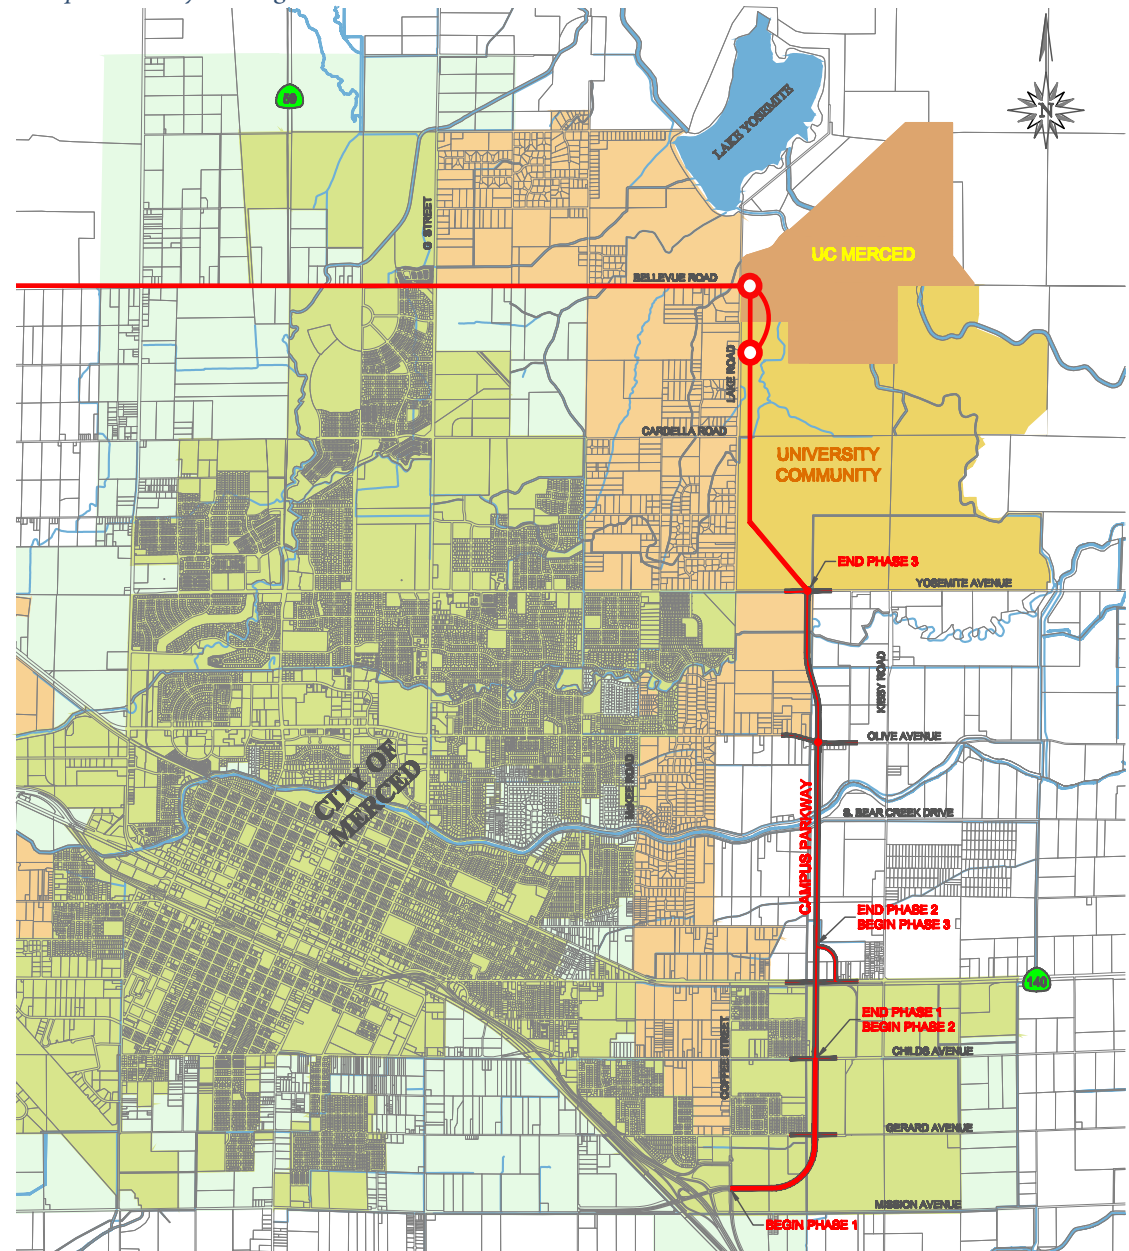 59
LAKE YOSEMITE
N
G STREET
UC MERCED
BELLEVUE ROAD
LAKE ROAD
CARDELLA ROAD
UNIVERSITY
COMMUNITY
END PHASE 3
YOSEMITE AVENUE
KIBBY ROAD
OLIVE AVENUE
CITY OF
MERCED
MCKEE ROAD
CAMPUS PARKWAY
S. BEAR CREEK DRIVE
END PHASE 2
BEGIN PHASE 3
140
END PHASE 1
BEGIN PHASE 2
COFFEE STREET
CHILDS AVENUE
GERARD AVENUE
MISSION AVENUE
BEGIN PHASE 1